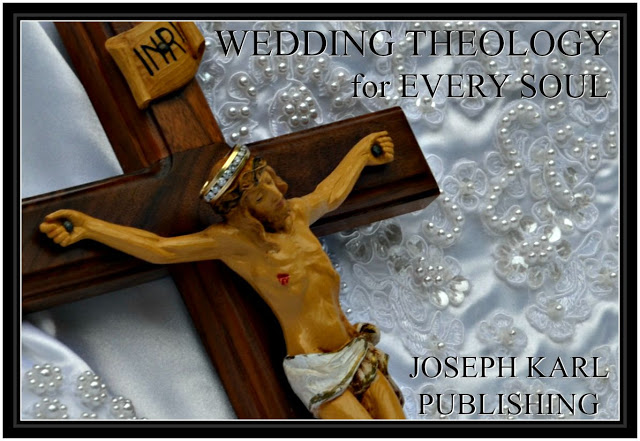 INRI
WEDDING THEOLOGY
for EVERY SOUL
JOSEPH KARL
PUBLISHING